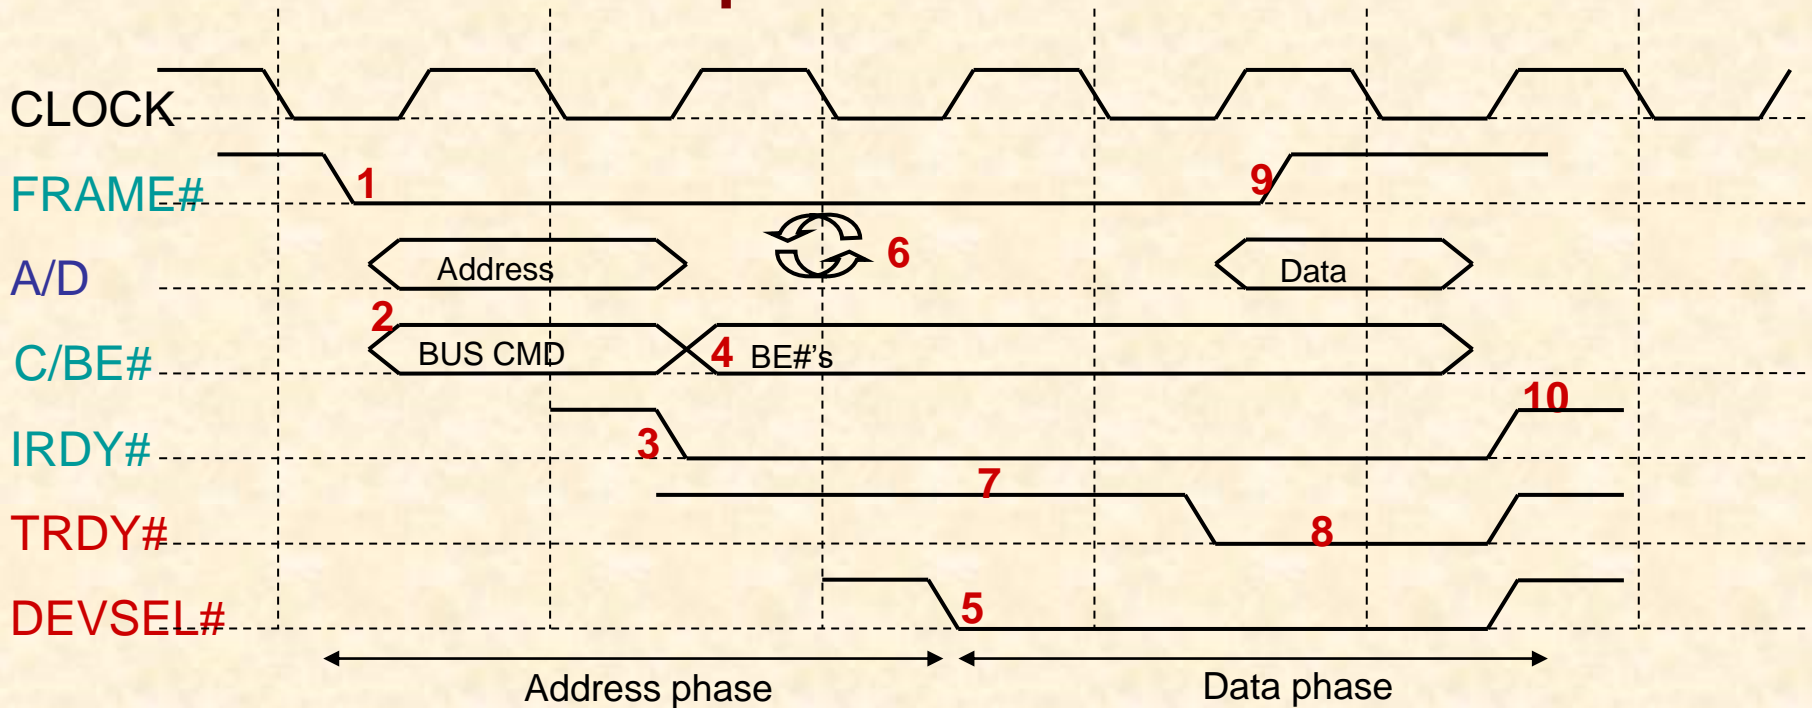 CLOCK
FRAME# 1 9
A/D Address 6 Data
C/BE# 2 BUS CMD 4 BE#'s
IRDY# 3 10
TRDY# 7 8
DEVSEL# 5
Address phase Data phase